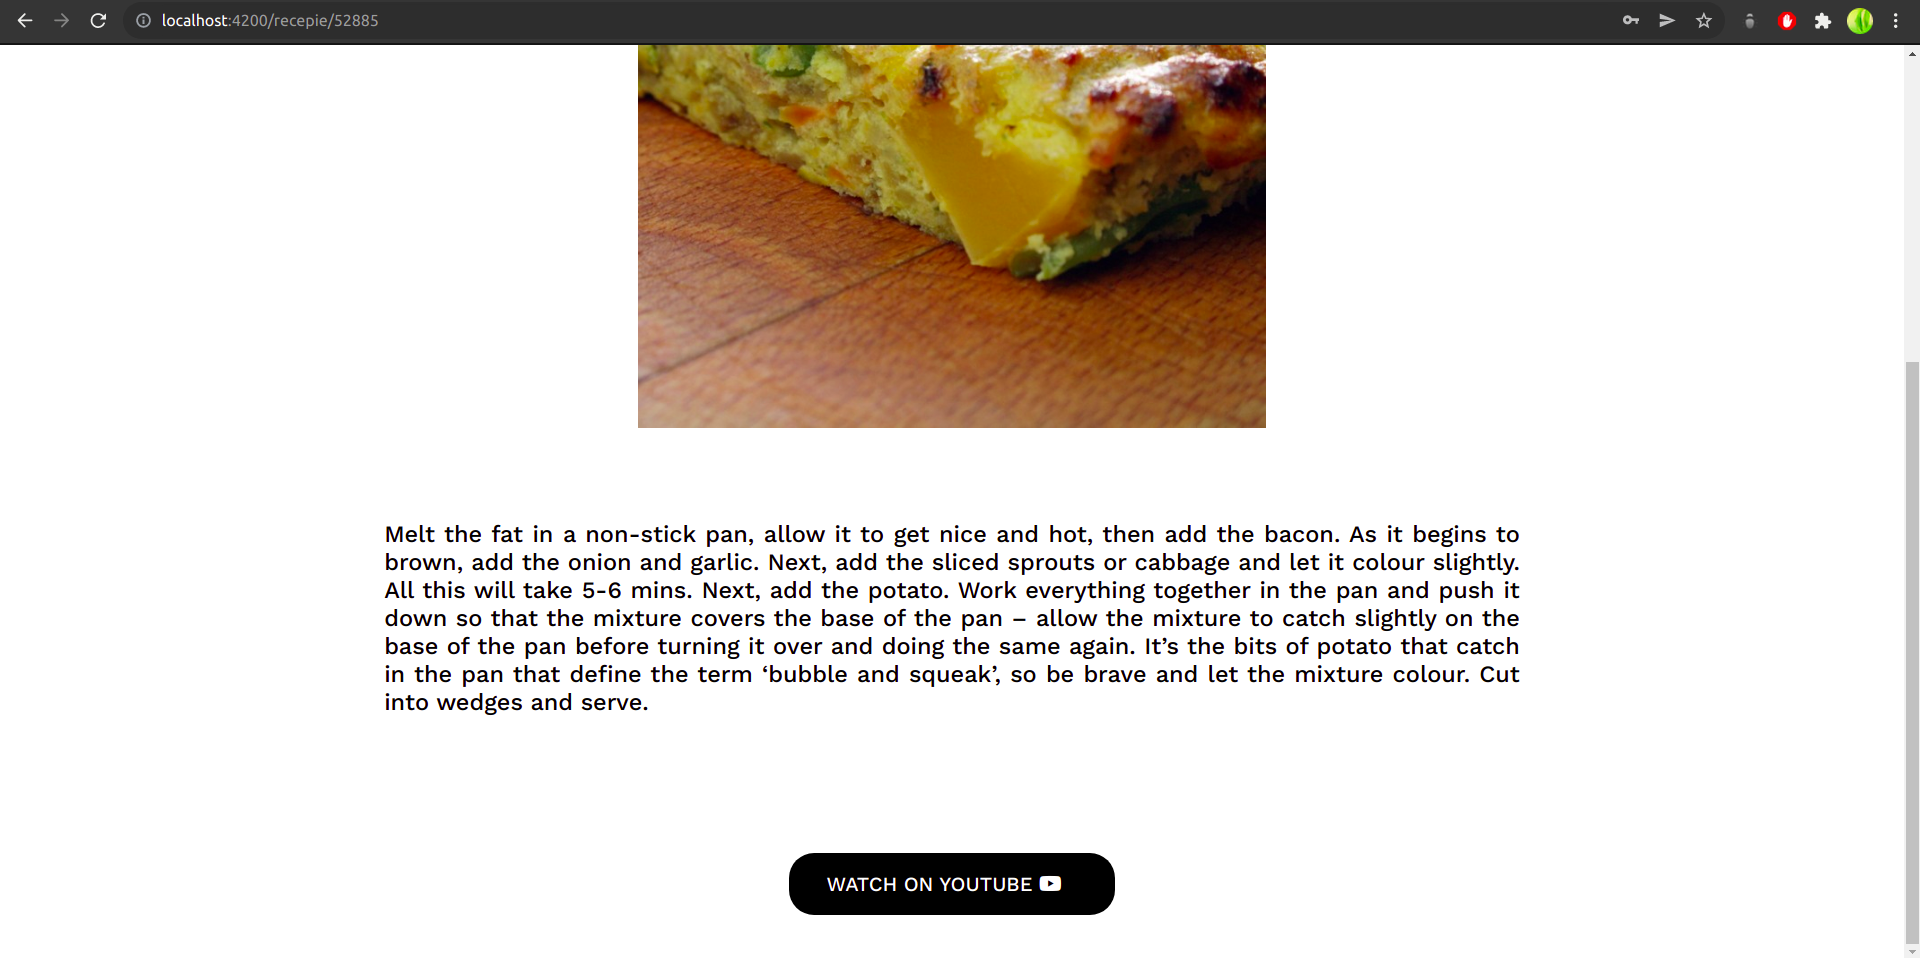 localhost:4200/recepie/52885
Melt the fat in a non-stick pan, allow it to get nice and hot, then add the bacon. As it begins to
brown, add the onion and garlic. Next, add the sliced sprouts or cabbage and let it colour slightly.
All this will take 5-6 mins. Next, add the potato. Work everything together in the pan and push it
down so that the mixture covers the base of the pan – allow the mixture to catch slightly on the
base of the pan before turning it over and doing the same again. It’s the bits of potato that catch
in the pan that define the term ‘bubble and squeak’, so be brave and let the mixture colour. Cut
into wedges and serve.
WATCH ON YOUTUBE